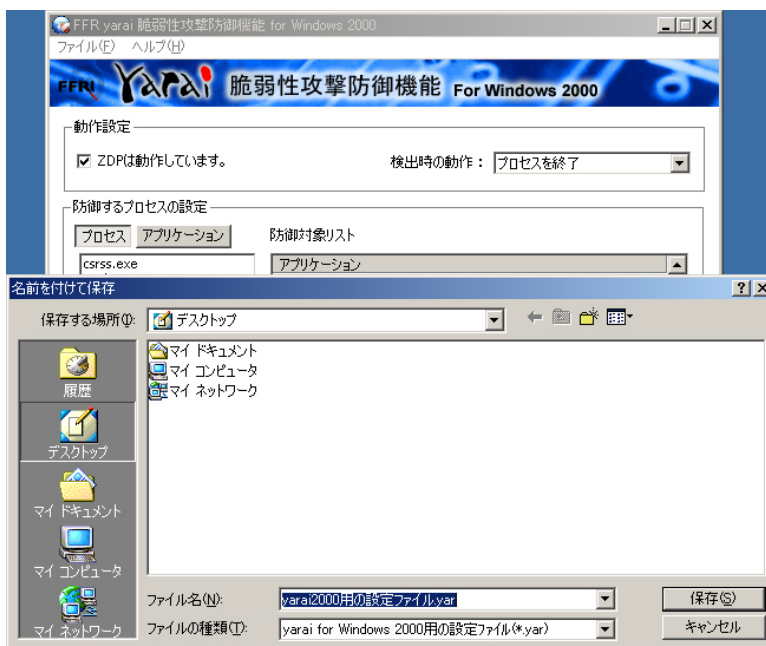 FFR yarai 脆弱性攻撃防御機能 for Windows 2000
ファイル(F) ヘルプ(H)
FFRI Yarai 脆弱性攻撃防御機能 For Windows 2000
動作設定
ZDPは動作しています。 検出時の動作： プロセスを終了
防御するプロセスの設定
プロセス アプリケーション 防御対象リスト
csrss.exe アプリケーション
名前を付けて保存
保存する場所(I): デスクトップ
マイ ドキュメント
マイ コンピュータ
マイ ネットワーク
履歴
デスクトップ
マイ ドキュメント
マイ コンピュータ
マイ ネットワーク
ファイル名(N): yarai2000用の設定ファイル.yar 保存(S)
ファイルの種類(T): yarai for Windows 2000用の設定ファイル(*.yar) キャンセル